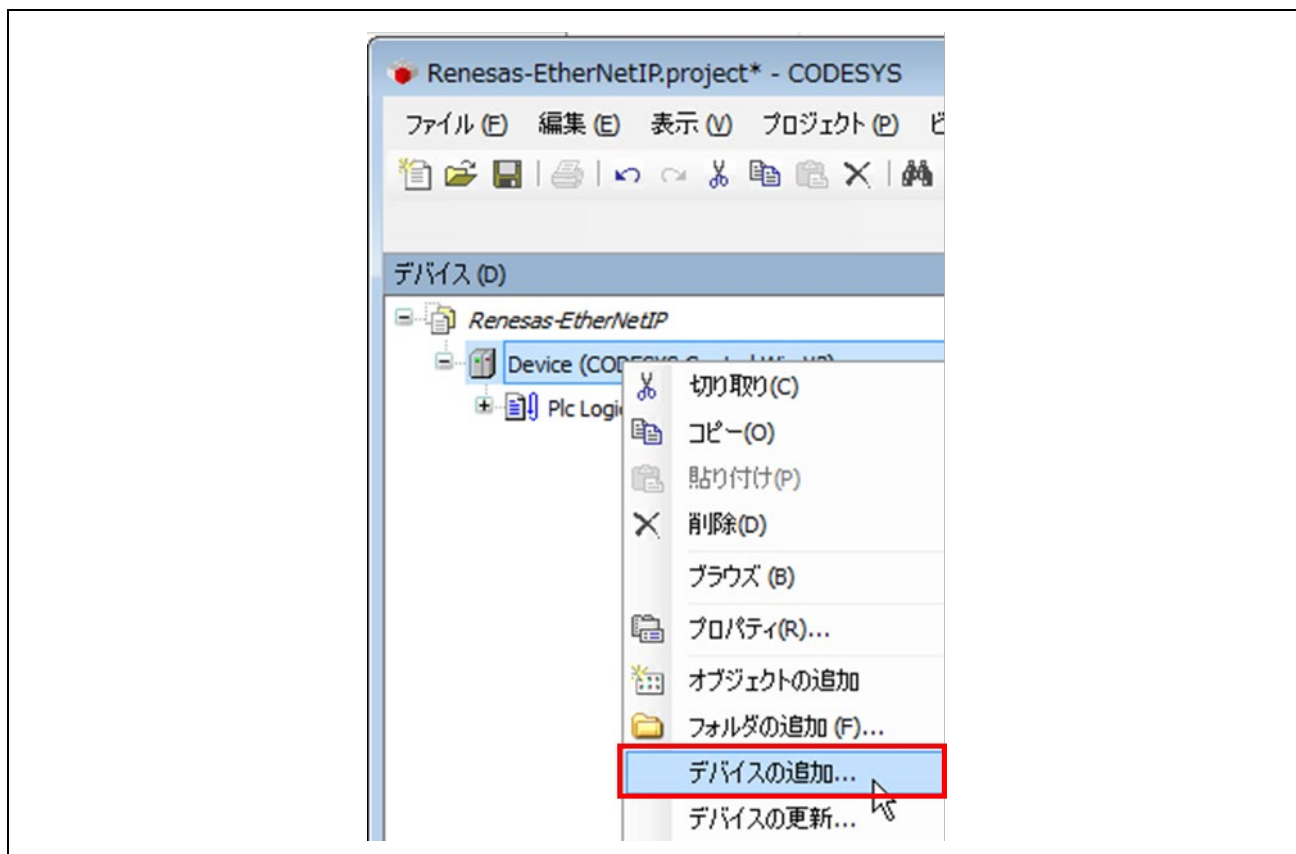 Renesas-EtherNetIP.project* - CODESYS
ファイル(F) 編集(E) 表示(V) プロジェクト(P) ビ
デバイス(D)
Renesas-EtherNetIP
Device (CODESYS Control Win V3)
Plc Logi
切り取り(C)
コピー(O)
貼り付け(P)
削除(D)
ブラウズ (B)
プロパティ(R)...
オブジェクトの追加
フォルダの追加 (F)...
デバイスの追加...
デバイスの更新...